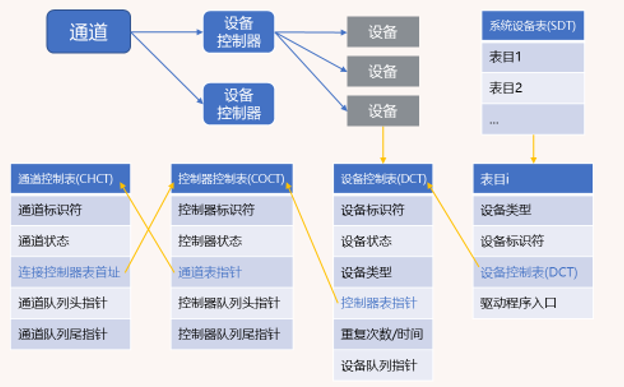 通道
设备
控制器
设备
控制器
设备
设备
设备
系统设备表(SDT)
表目1
表目2
...
通道控制表(CHCT)
通道标识符
通道状态
连接控制器表首址
通道队列头指针
通道队列尾指针
控制器控制表(COCT)
控制器标识符
控制器状态
通道表指针
控制器队列头指针
控制器队列尾指针
设备控制表(DCT)
设备标识符
设备状态
设备类型
控制器表指针
重复次数/时间
设备队列指针
表目i
设备类型
设备标识符
设备控制表(DCT)
驱动程序入口